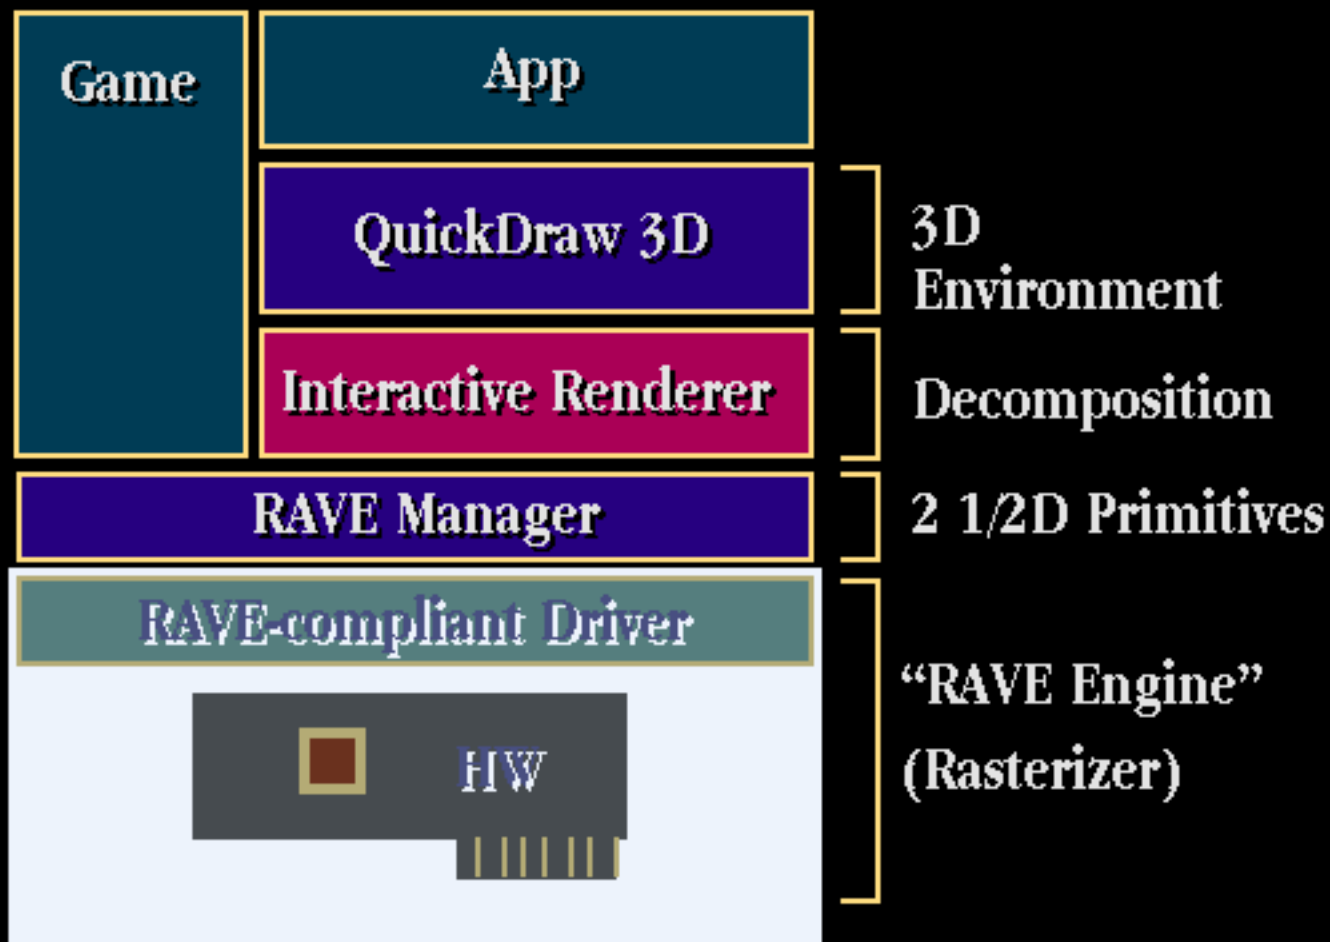 Game
App
QuickDraw 3D
3D
Environment
Interactive Renderer
Decomposition
RAVE Manager
2 1/2D Primitives
RAVE-compliant Driver
“RAVE Engine”
(Rasterizer)
HW